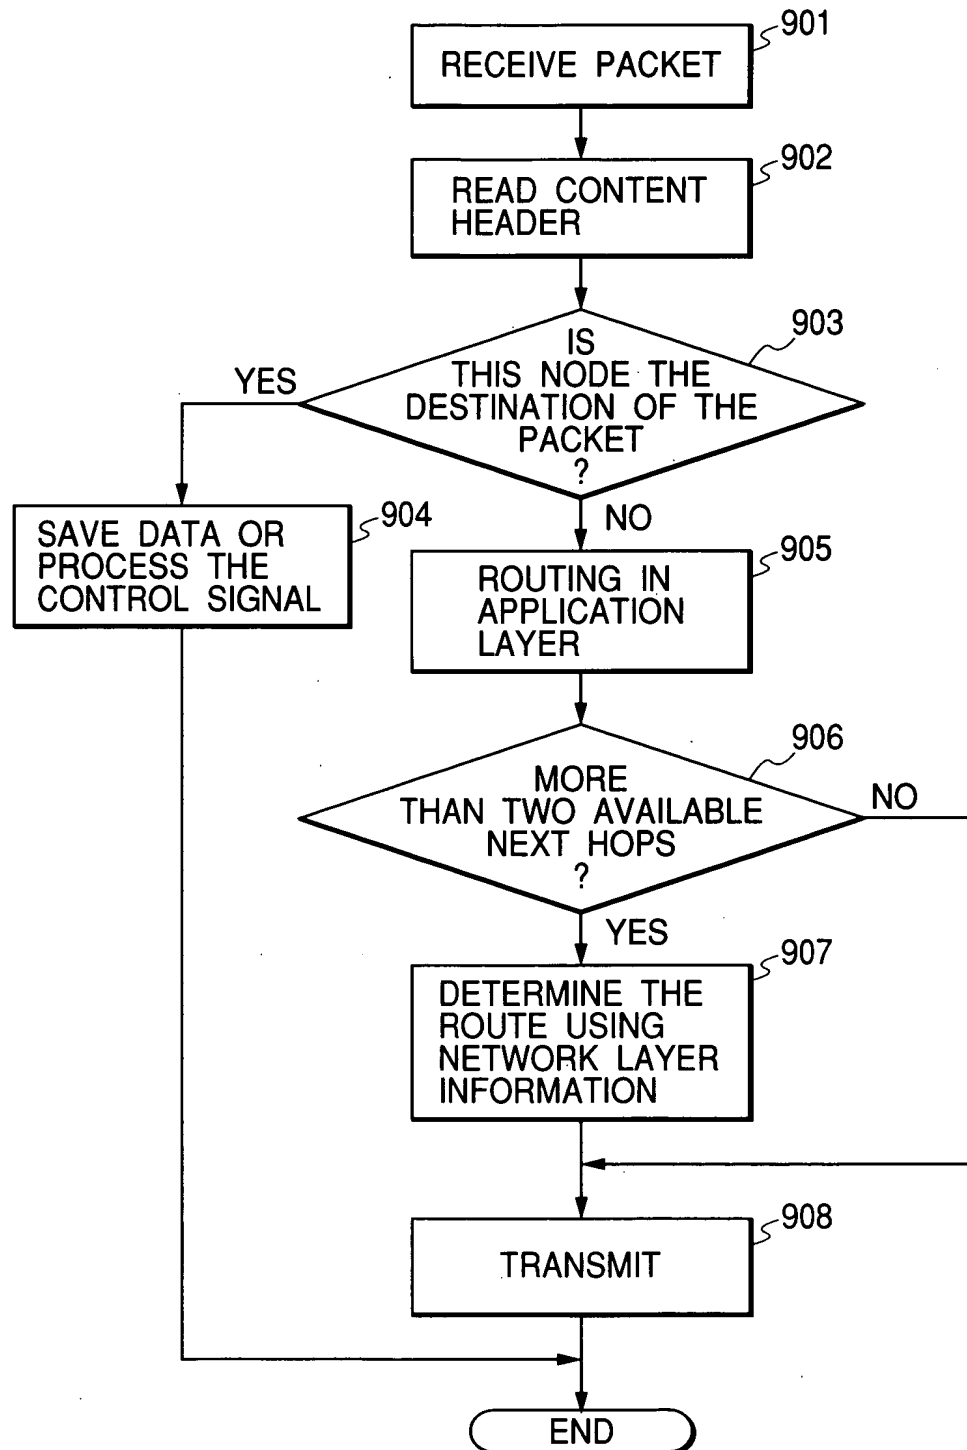 901
RECEIVE PACKET
902
READ CONTENT
HEADER
903
IS
THIS NODE THE
DESTINATION OF THE
PACKET
?
YES
NO
904
SAVE DATA OR
PROCESS THE
CONTROL SIGNAL
905
ROUTING IN
APPLICATION
LAYER
906
MORE
THAN TWO AVAILABLE
NEXT HOPS
?
NO
YES
907
DETERMINE THE
ROUTE USING
NETWORK LAYER
INFORMATION
908
TRANSMIT
END